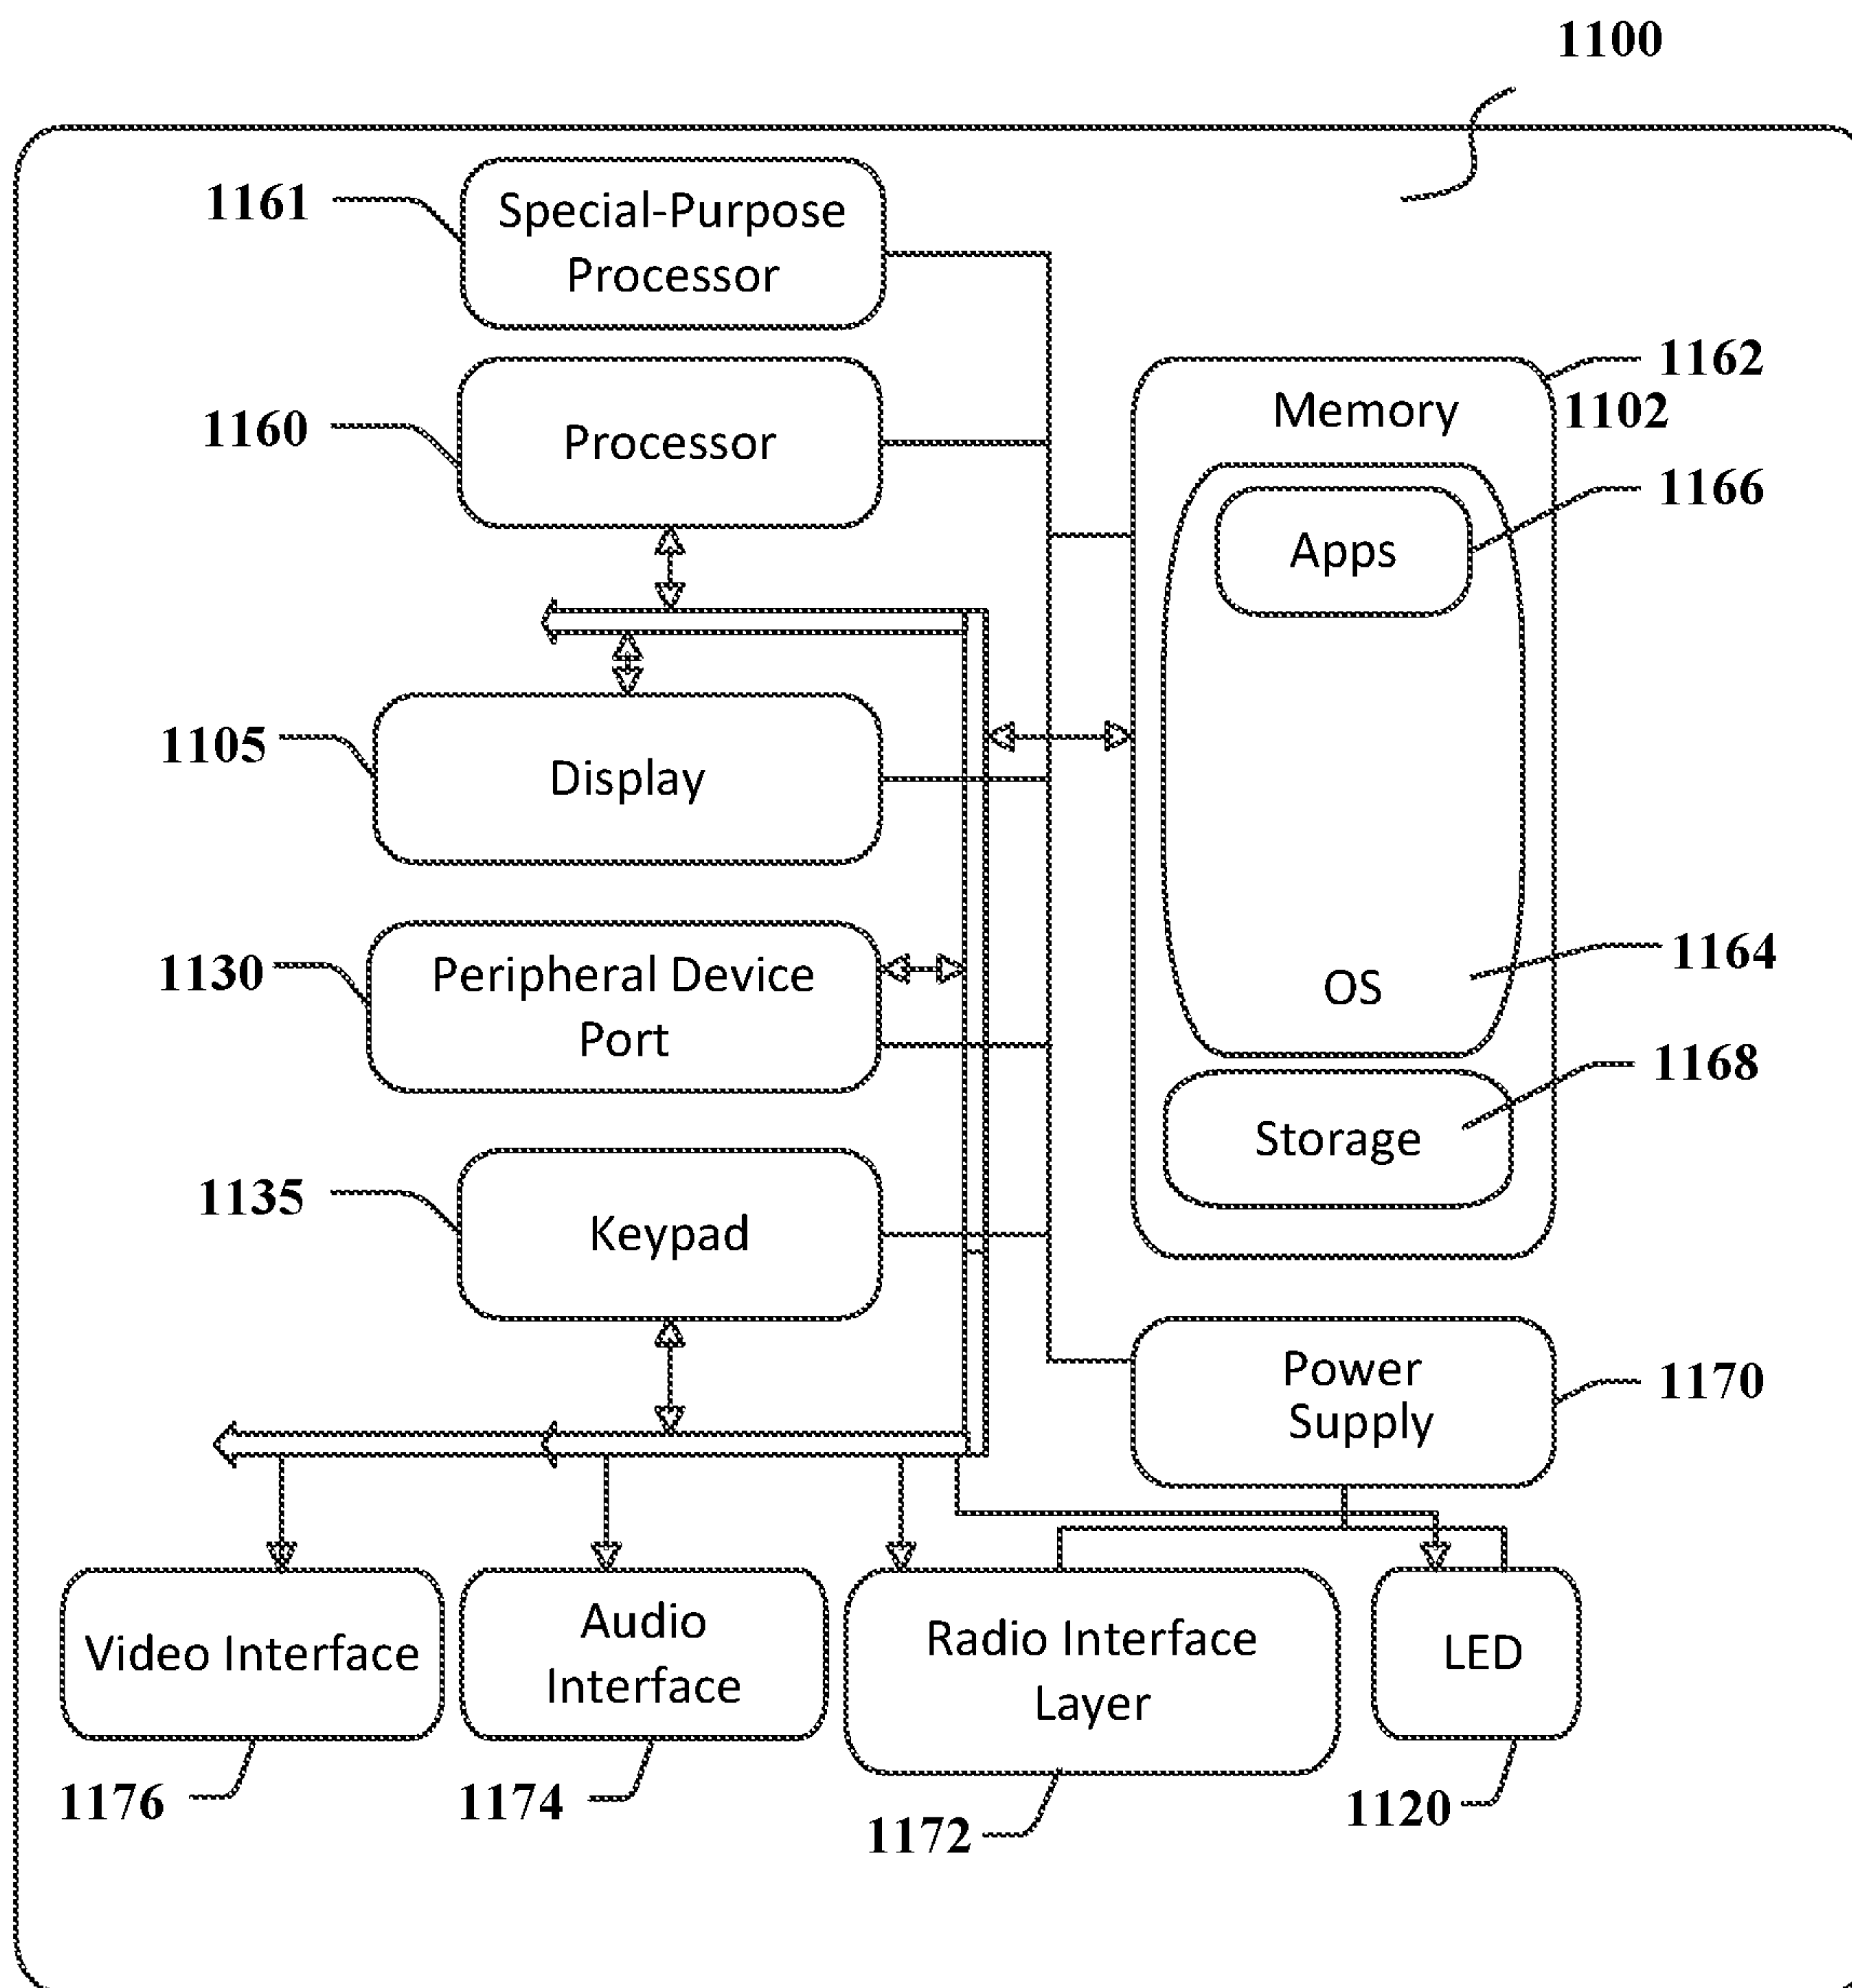 1100
1161
Special-Purpose
Processor
1162
1102
Memory
1160
Processor
1166
Apps
1105
Display
1130
Peripheral Device
Port
1164
OS
1168
Storage
1135
Keypad
Power
Supply
1170
Video Interface
Audio
Interface
Radio Interface
Layer
LED
1176
1174
1172
1120